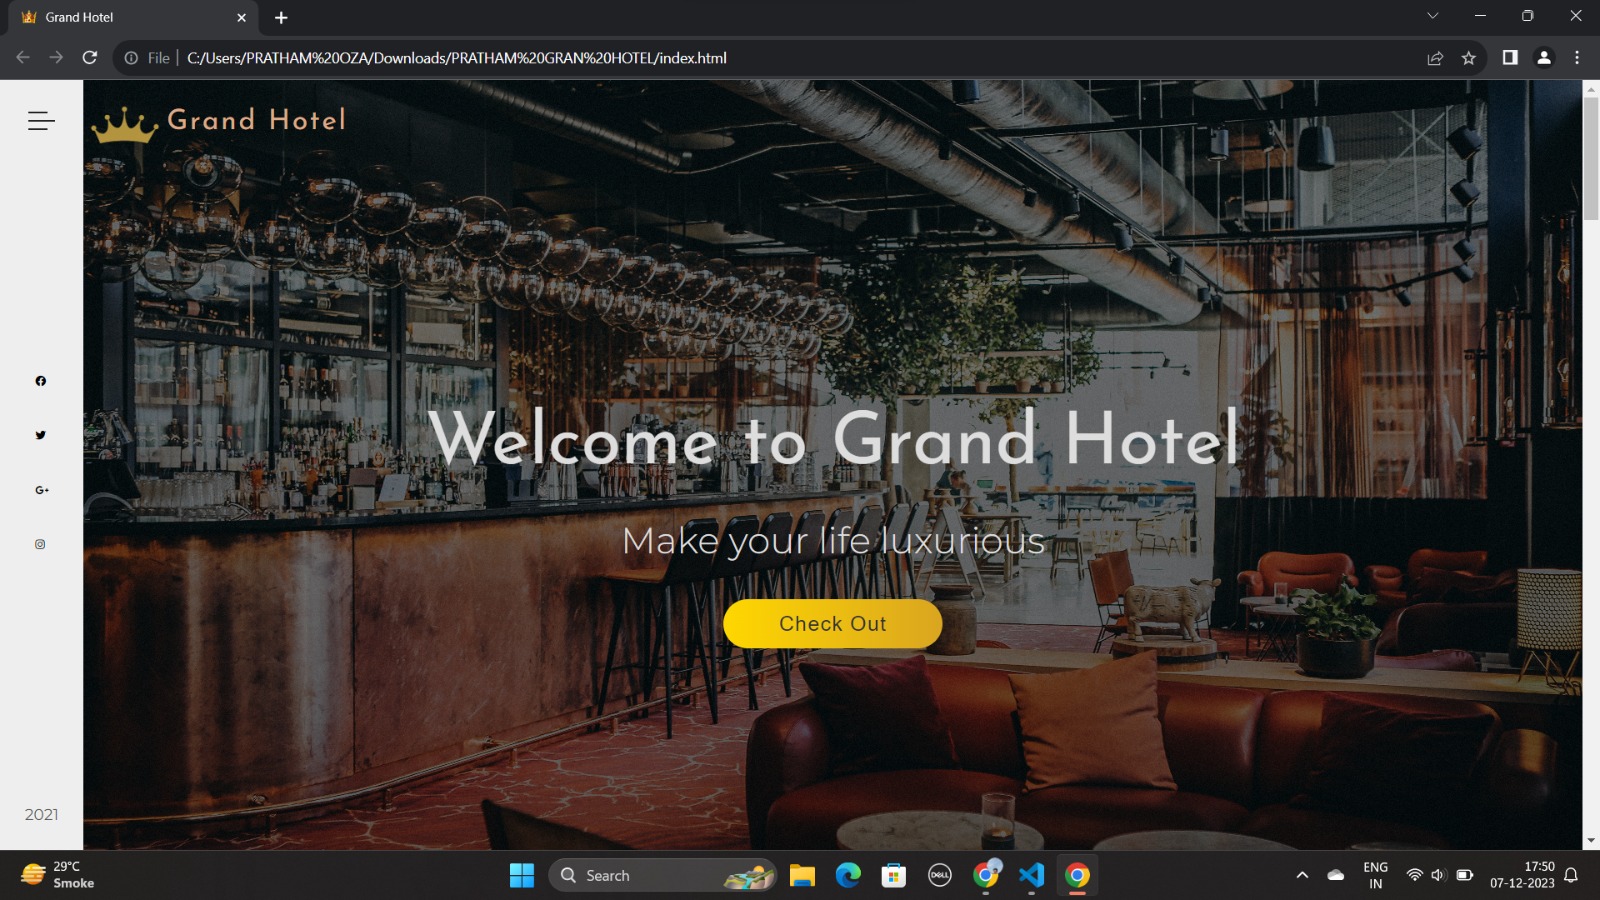 Grand Hotel
File
C:/Users/PRATHAM%20OZA/Downloads/PRATHAM%20GRAN%20HOTEL/index.html
Grand Hotel
Welcome to Grand Hotel
Make your life luxurious
Check Out
G+
2021
29°C
Smoke
Search
DELL
ENG
IN
17:50
07-12-2023